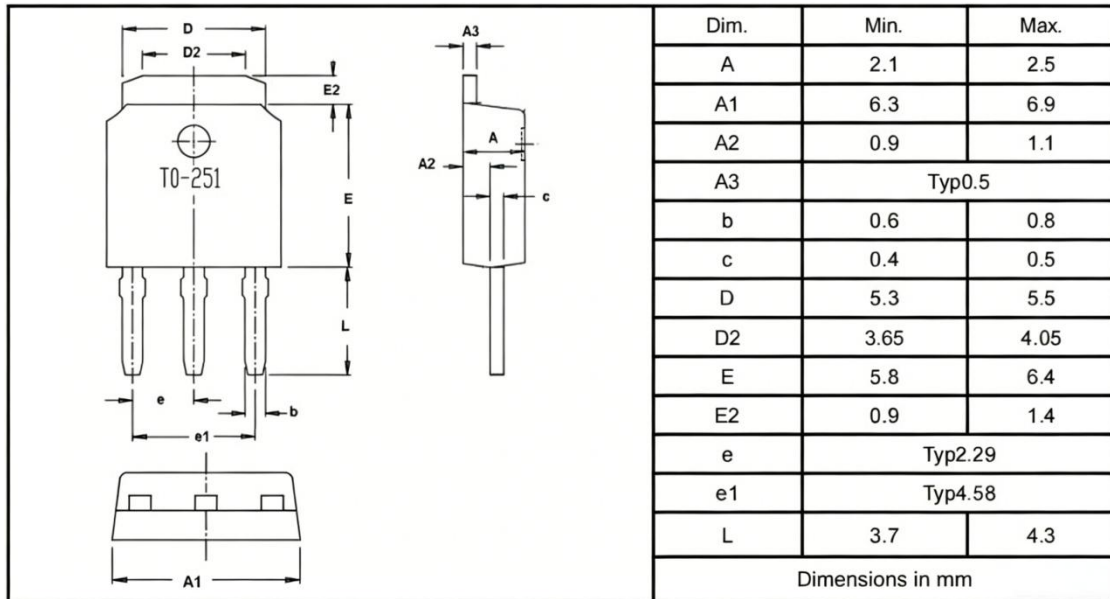 D
D2
E2
TO-251
E
L
e
b
e1
A1
A3
A
A2
c
Dim. Min. Max.
A 2.1 2.5
A1 6.3 6.9
A2 0.9 1.1
A3 Typ0.5
b 0.6 0.8
c 0.4 0.5
D 5.3 5.5
D2 3.65 4.05
E 5.8 6.4
E2 0.9 1.4
e Typ2.29
e1 Typ4.58
L 3.7 4.3
Dimensions in mm